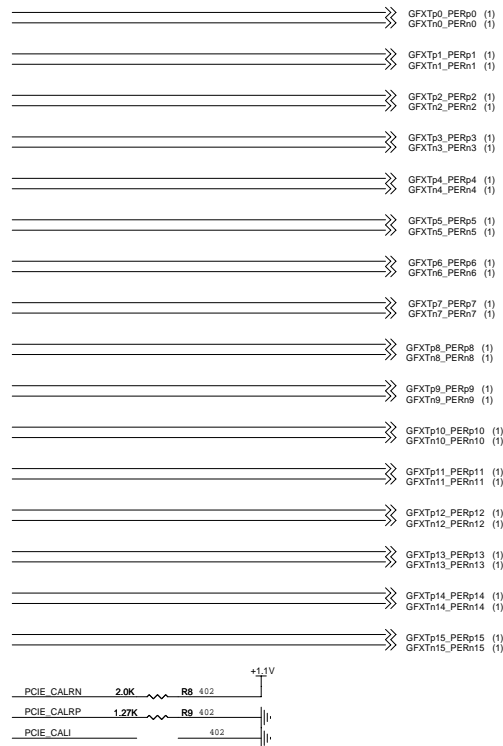 GFXTp0_PERp0 (1)
GFXTn0_PERn0 (1)
GFXTp1_PERp1 (1)
GFXTn1_PERn1 (1)
GFXTp2_PERp2 (1)
GFXTn2_PERn2 (1)
GFXTp3_PERp3 (1)
GFXTn3_PERn3 (1)
GFXTp4_PERp4 (1)
GFXTn4_PERn4 (1)
GFXTp5_PERp5 (1)
GFXTn5_PERn5 (1)
GFXTp6_PERp6 (1)
GFXTn6_PERn6 (1)
GFXTp7_PERp7 (1)
GFXTn7_PERn7 (1)
GFXTp8_PERp8 (1)
GFXTn8_PERn8 (1)
GFXTp9_PERp9 (1)
GFXTn9_PERn9 (1)
GFXTp10_PERp10 (1)
GFXTn10_PERn10 (1)
GFXTp11_PERp11 (1)
GFXTn11_PERn11 (1)
GFXTp12_PERp12 (1)
GFXTn12_PERn12 (1)
GFXTp13_PERp13 (1)
GFXTn13_PERn13 (1)
GFXTp14_PERp14 (1)
GFXTn14_PERn14 (1)
GFXTp15_PERp15 (1)
GFXTn15_PERn15 (1)
+1.1V
PCIE_CALRN 2.0K R8 402
PCIE_CALRP 1.27K R9 402
PCIE_CALI 402